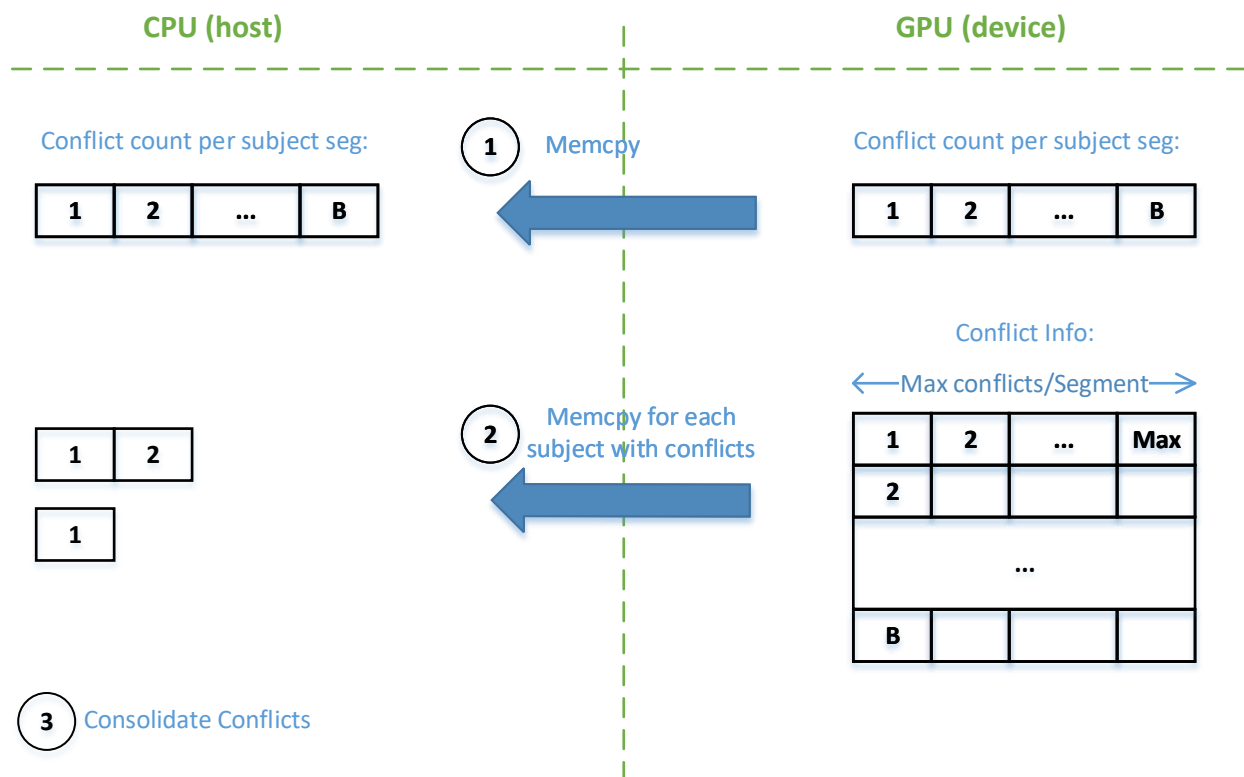 CPU (host)
GPU (device)
Conflict count per subject seg:
1 Memcpy
Conflict count per subject seg:
1 2 ... B
1 2 ... B
Conflict Info:
Max conflicts/Segment
2 Memcpy for each
subject with conflicts
1 2
1
1 2 ... Max
2
...
B
3 Consolidate Conflicts